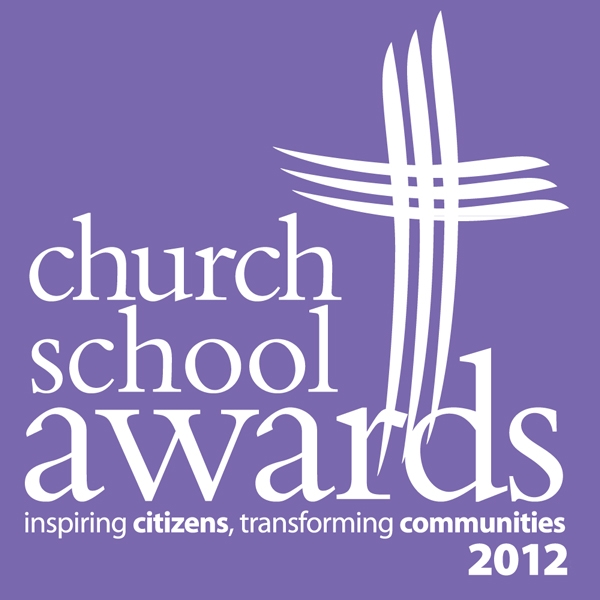 church
school
awards
inspiring citizens, transforming communities
2012